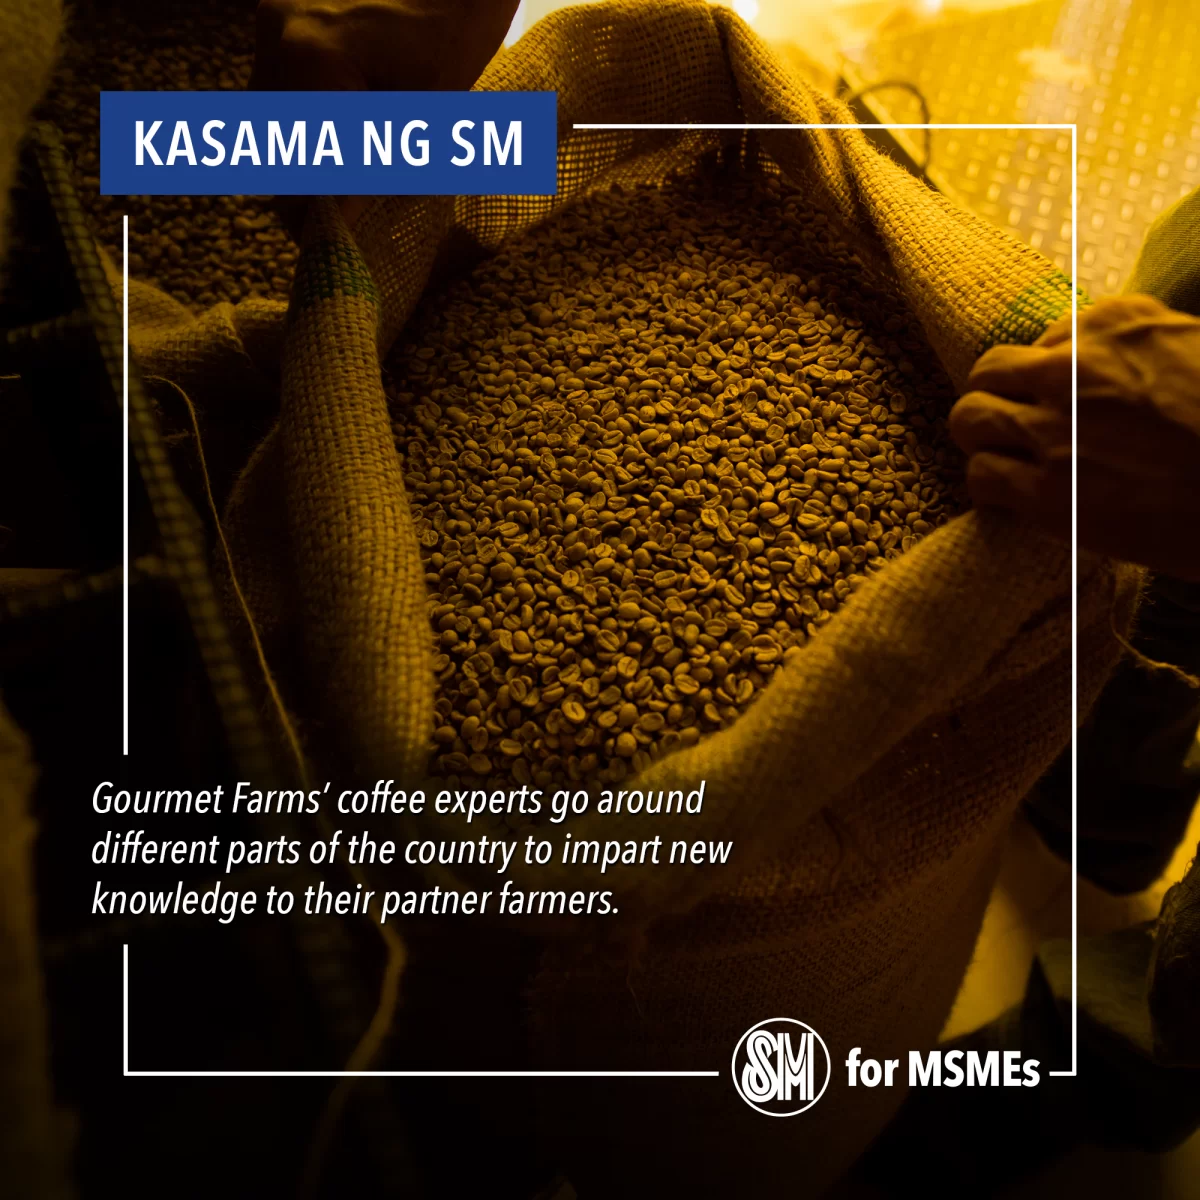 KASAMA NG SM
Gourmet Farms‘ coffee experts go around
different parts of the country to impart new
knowledge to their partner farmers.
SM for MSMEs